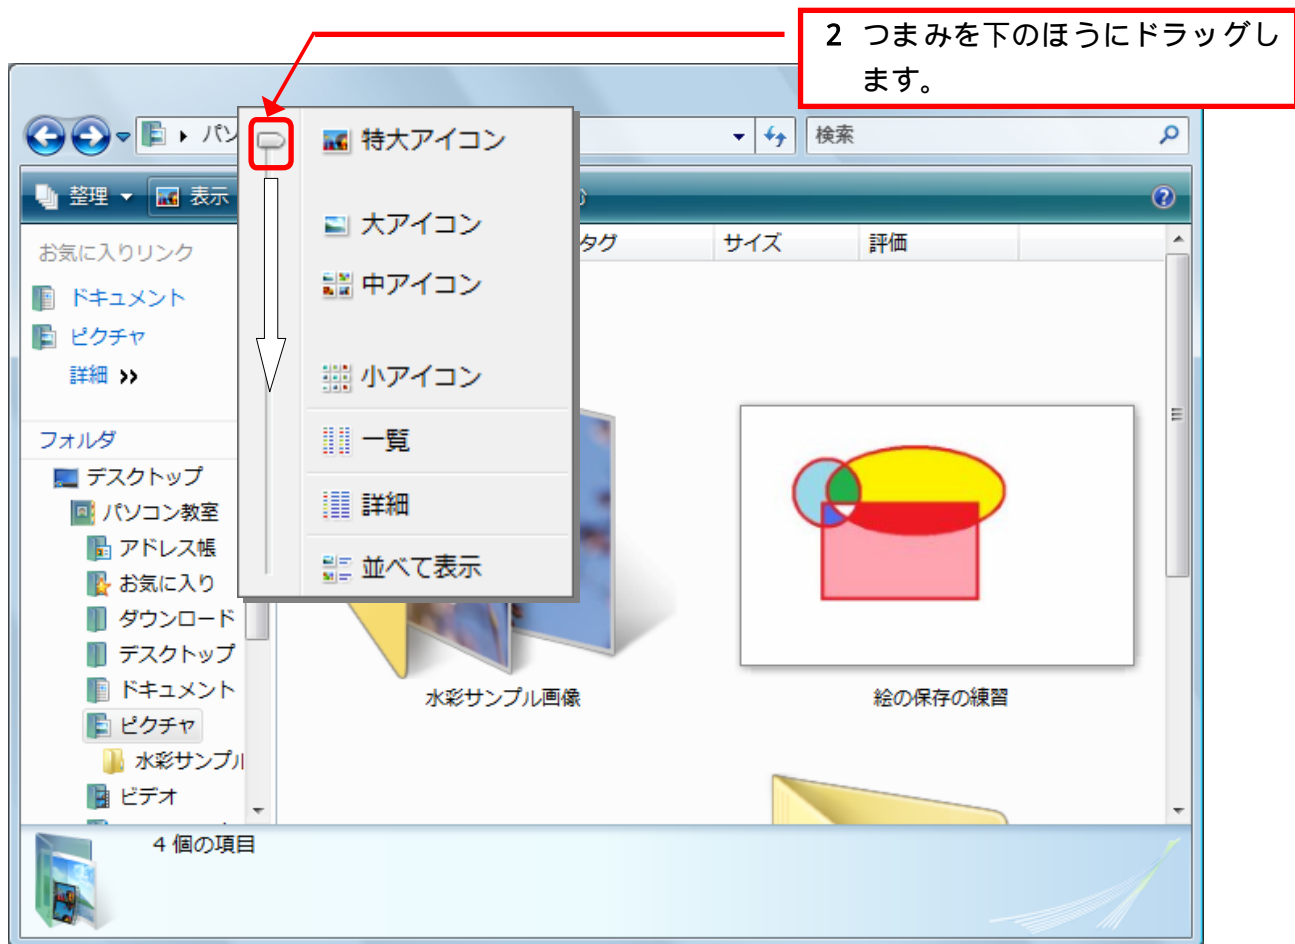 2 つまみを下のほうにドラッグし
ます。
パソ
検索
整理
表示
特大アイコン
大アイコン
中アイコン
小アイコン
一覧
詳細
並べて表示
タグ
サイズ
評価
お気に入りリンク
ドキュメント
ピクチャ
詳細 >>
フォルダ
デスクトップ
パソコン教室
アドレス帳
お気に入り
ダウンロード
デスクトップ
ドキュメント
ピクチャ
水彩サンプル
ビデオ
水彩サンプル画像
絵の保存の練習
4 個の項目